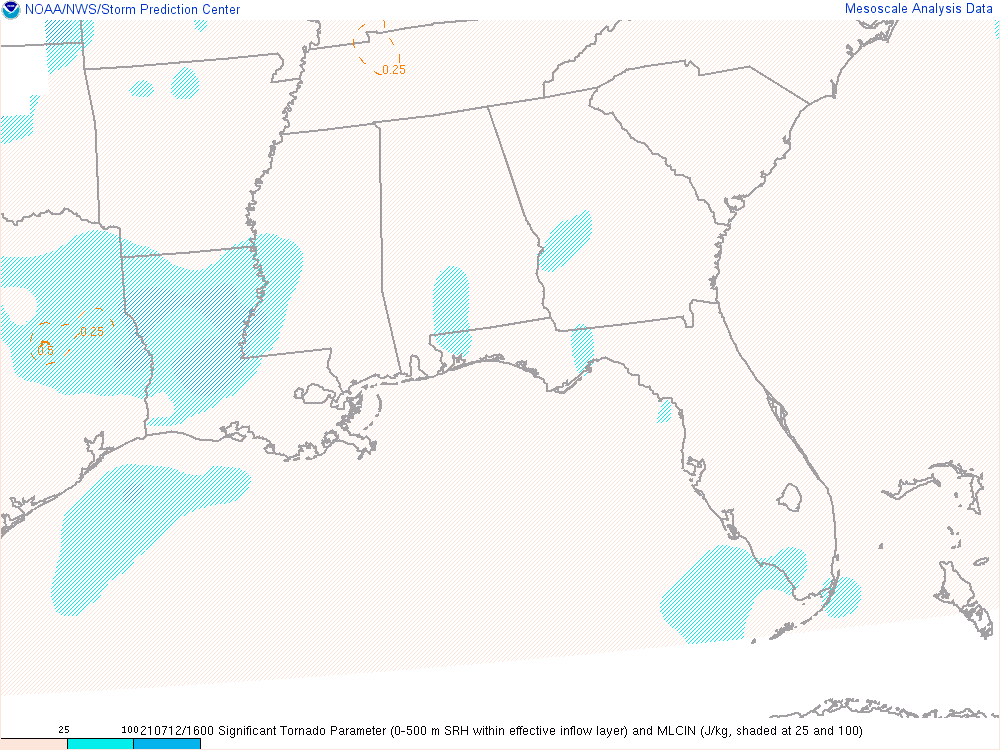 NOAA/NWS/Storm Prediction Center
Mesoscale Analysis Data
0.25
0.25
0.5
25
100
210712/1600 Significant Tornado Parameter (0-500 m SRH within effective inflow layer) and MLCIN (J/kg, shaded at 25 and 100)